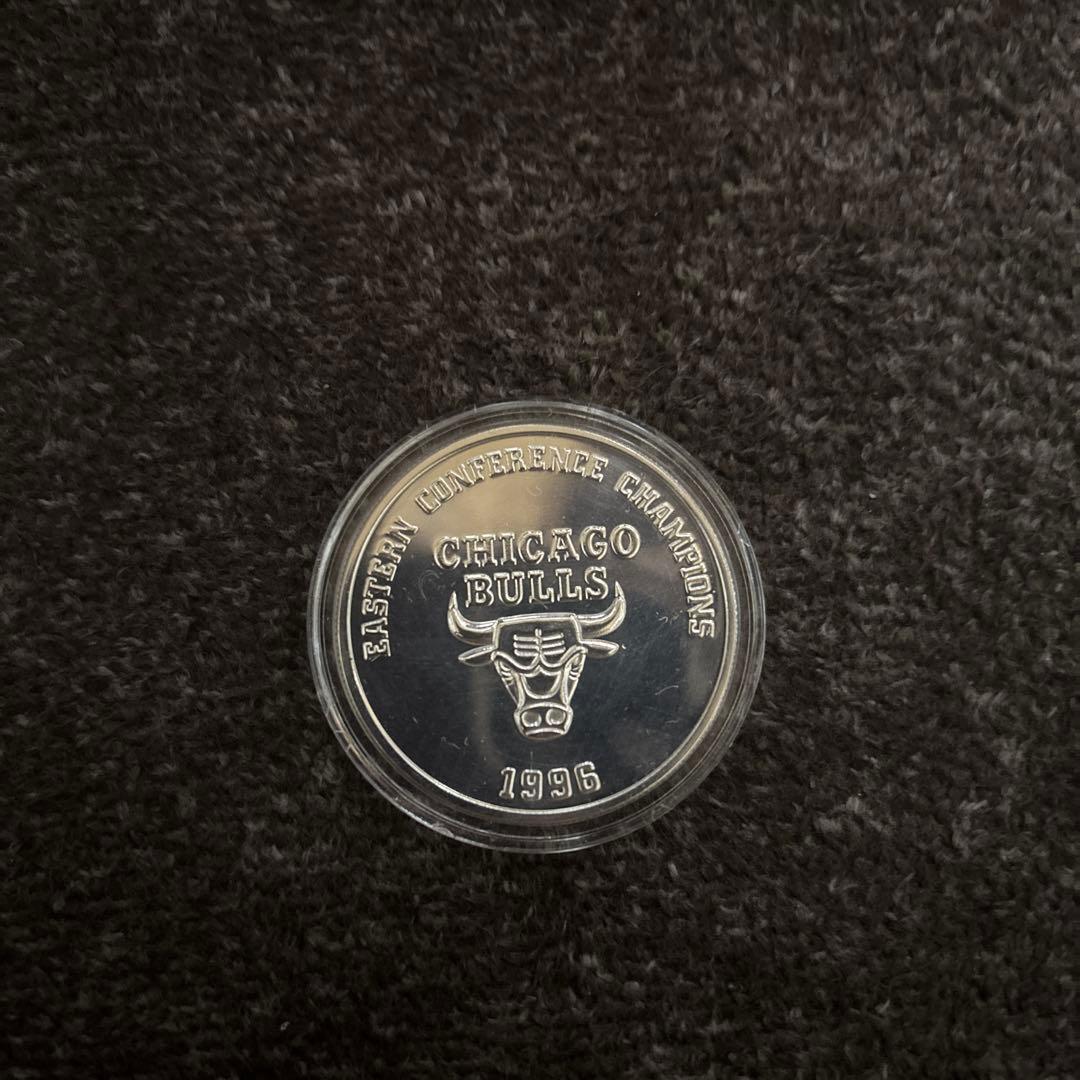 EASTERN CONFERENCE CHAMPIONS
CHICAGO
BULLS
1996